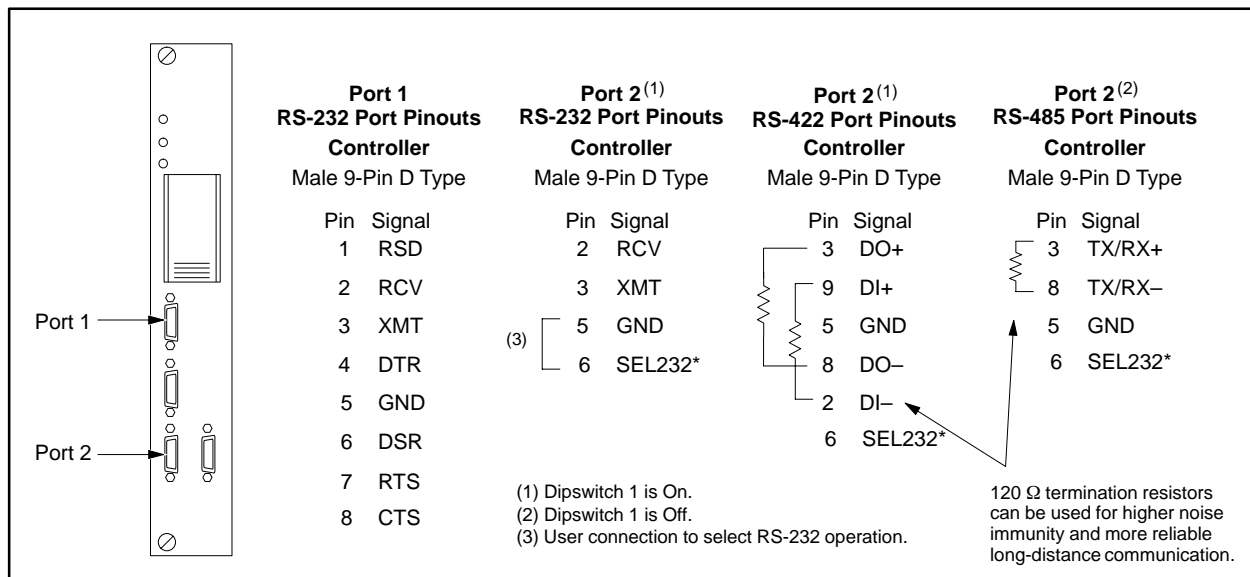 Port 1
Port 2
Port 1
RS-232 Port Pinouts
Controller
Male 9-Pin D Type
Pin Signal
1 RSD
2 RCV
3 XMT
4 DTR
5 GND
6 DSR
7 RTS
8 CTS
Port 2 (1)
RS-232 Port Pinouts
Controller
Male 9-Pin D Type
Pin Signal
2 RCV
3 XMT
(3)
5 GND
6 SEL232*
Port 2 (1)
RS-422 Port Pinouts
Controller
Male 9-Pin D Type
Pin Signal
3 DO+
9 DI+
5 GND
8 DO–
2 DI–
6 SEL232*
Port 2 (2)
RS-485 Port Pinouts
Controller
Male 9-Pin D Type
Pin Signal
3 TX/RX+
8 TX/RX–
5 GND
6 SEL232*
(1) Dipswitch 1 is On.
(2) Dipswitch 1 is Off.
(3) User connection to select RS-232 operation.
120 Ω termination resistors
can be used for higher noise
immunity and more reliable
long-distance communication.